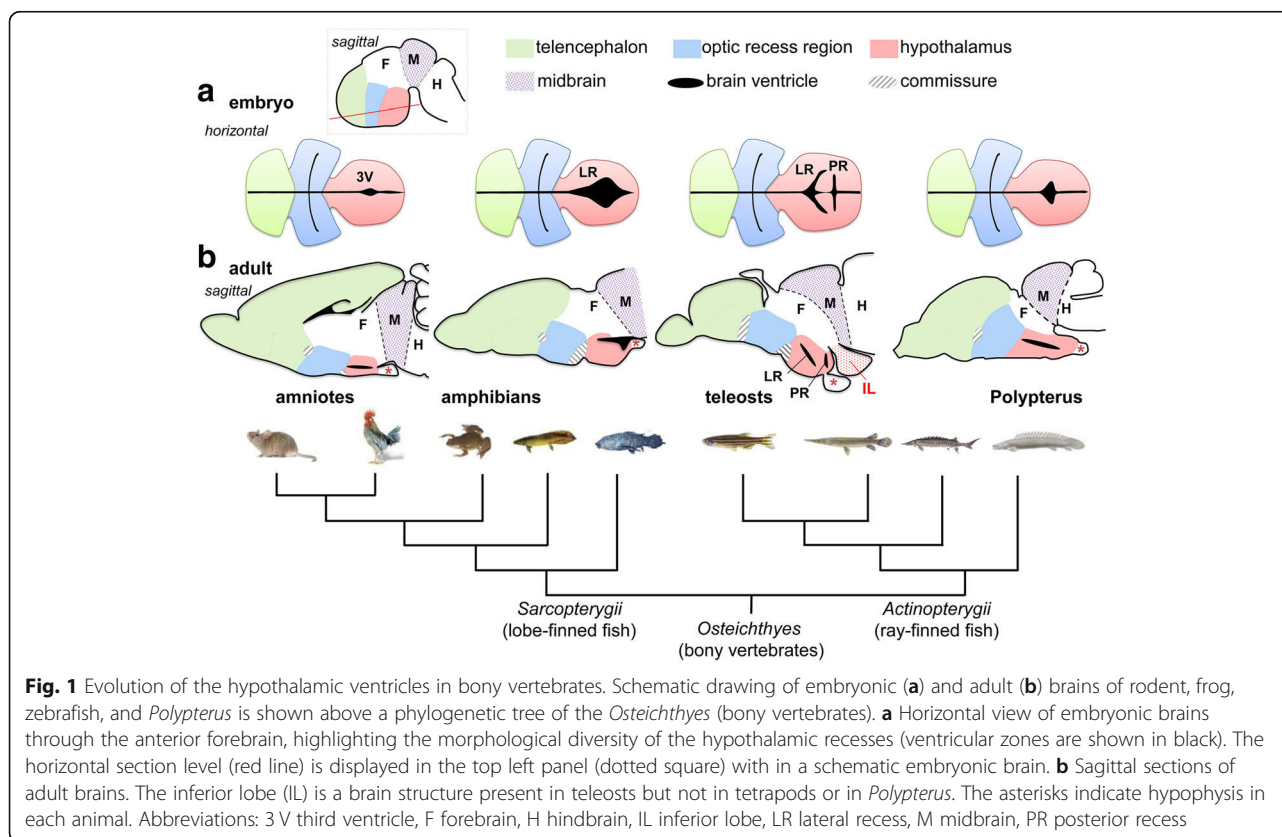 sagittal
F
M
H
telencephalon
optic recess region
hypothalamus
midbrain
brain ventricle
commissure
a
embryo
horizontal
3V
LR
LR
PR
b
adult
sagittal
F
M
H
*
F
M
*
F
M
H
LR
PR
*
IL
F
M
H
*
amniotes
amphibians
teleosts
Polypterus
Sarcopterygii
(lobe-finned fish)
Osteichthyes
(bony vertebrates)
Actinopterygii
(ray-finned fish)
Fig. 1 Evolution of the hypothalamic ventricles in bony vertebrates. Schematic drawing of embryonic (a) and adult (b) brains of rodent, frog,
zebrafish, and Polypterus is shown above a phylogenetic tree of the Osteichthyes (bony vertebrates). a Horizontal view of embryonic brains
through the anterior forebrain, highlighting the morphological diversity of the hypothalamic recesses (ventricular zones are shown in black). The
horizontal section level (red line) is displayed in the top left panel (dotted square) with in a schematic embryonic brain. b Sagittal sections of
adult brains. The inferior lobe (IL) is a brain structure present in teleosts but not in tetrapods or in Polypterus. The asterisks indicate hypophysis in
each animal. Abbreviations: 3 V third ventricle, F forebrain, H hindbrain, IL inferior lobe, LR lateral recess, M midbrain, PR posterior recess